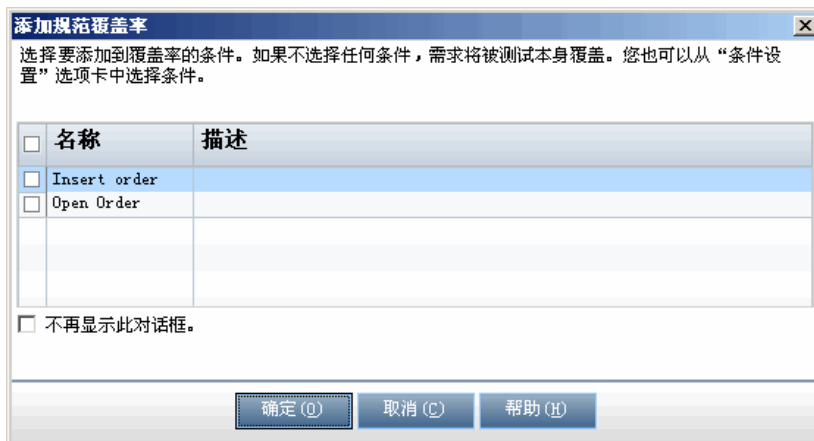 添加规范覆盖率
选择要添加到覆盖率的条件。如果不选择任何条件，需求将被测试本身覆盖。您也可以从“条件设
置”选项卡中选择条件。
名称 描述
Insert order
Open Order
不再显示此对话框。
确定(O) 取消(C) 帮助(H)